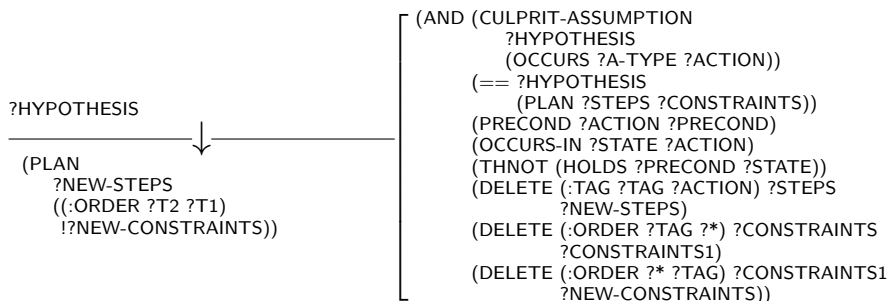 ?HYPOTHESIS
(PLAN
?NEW-STEPS
((:ORDER ?T2 ?T1)
!?NEW-CONSTRAINTS))
(AND (CULPRIT-ASSUMPTION
?HYPOTHESIS
(OCCURS ?A-TYPE ?ACTION))
(== ?HYPOTHESIS
(PLAN ?STEPS ?CONSTRAINTS))
(PRECOND ?ACTION ?PRECOND)
(OCCURS-IN ?STATE ?ACTION)
(THNOT (HOLDS ?PRECOND ?STATE))
(DELETE (:TAG ?TAG ?ACTION) ?STEPS
?NEW-STEPS)
(DELETE (:ORDER ?TAG ?*) ?CONSTRAINTS
?CONSTRAINTS1)
(DELETE (:ORDER ?* ?TAG) ?CONSTRAINTS1
?NEW-CONSTRAINTS))